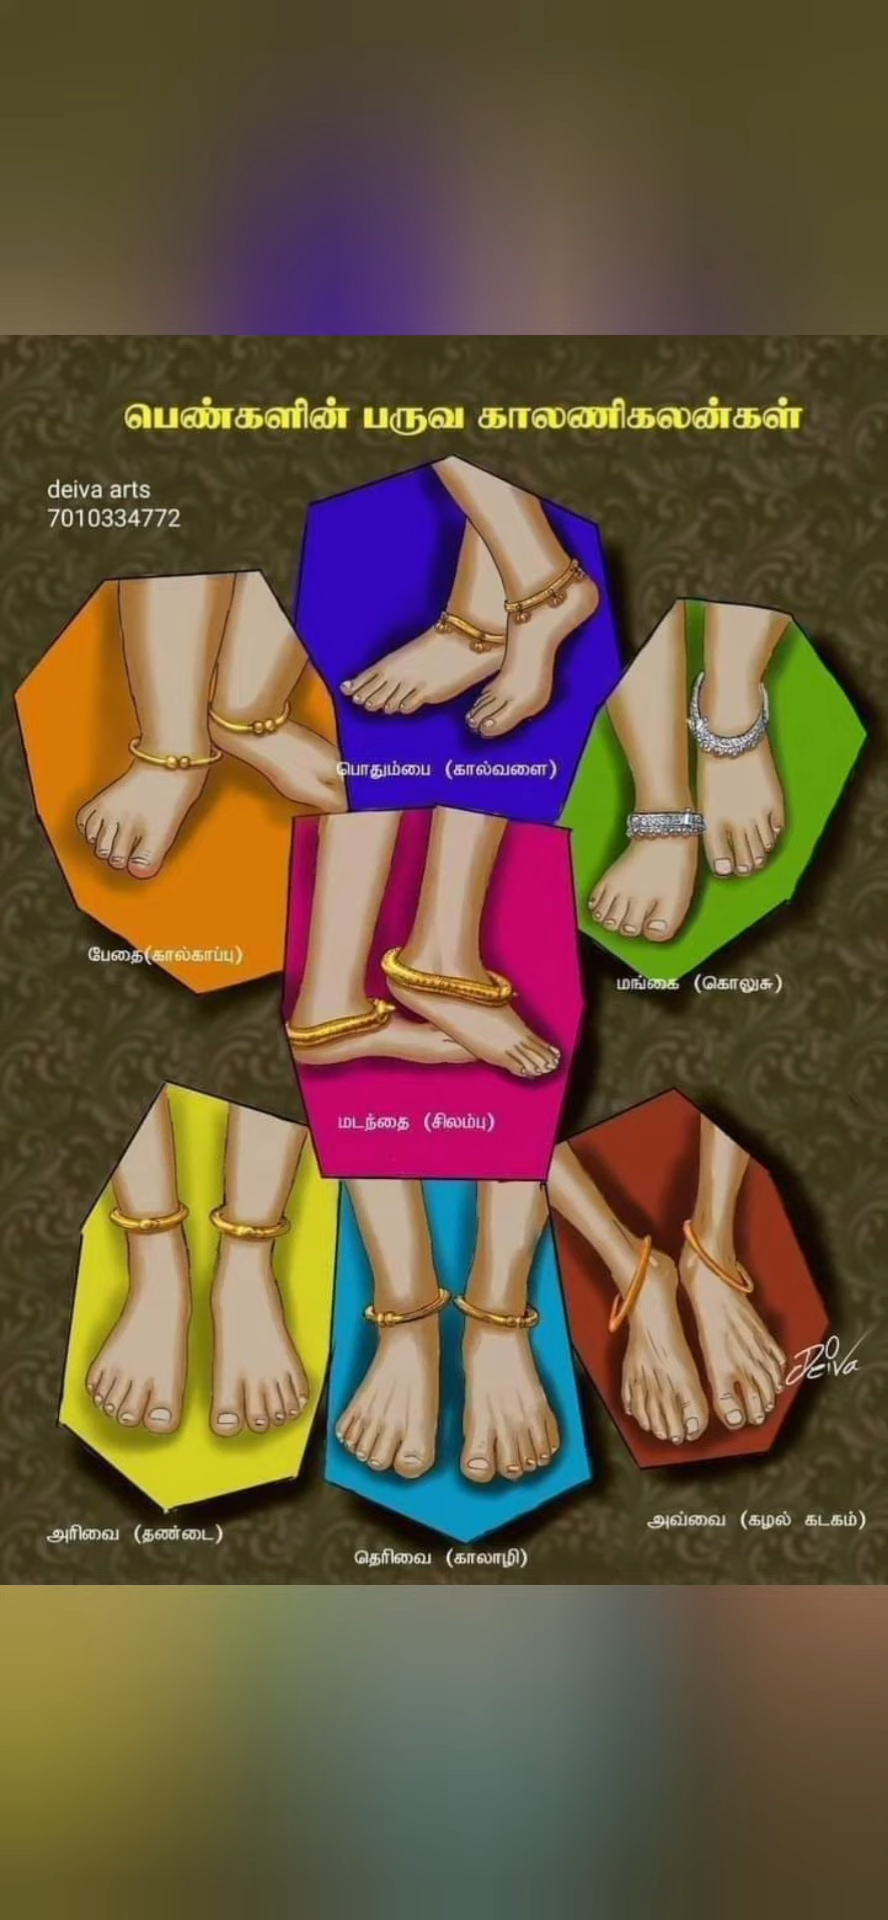 பெண்களின் பருவ காலணிகலன்கள்
deiva arts
7010334772
பொதும்பை (கால்வளை)
பேதை(கால்காப்பு)
மங்கை (கொலுசு)
மடந்தை (சிலம்பு)
அரிவை (தண்டை)
தெரிவை (காலாழி)
அவ்வை (கழல் கடகம்)
Deiva